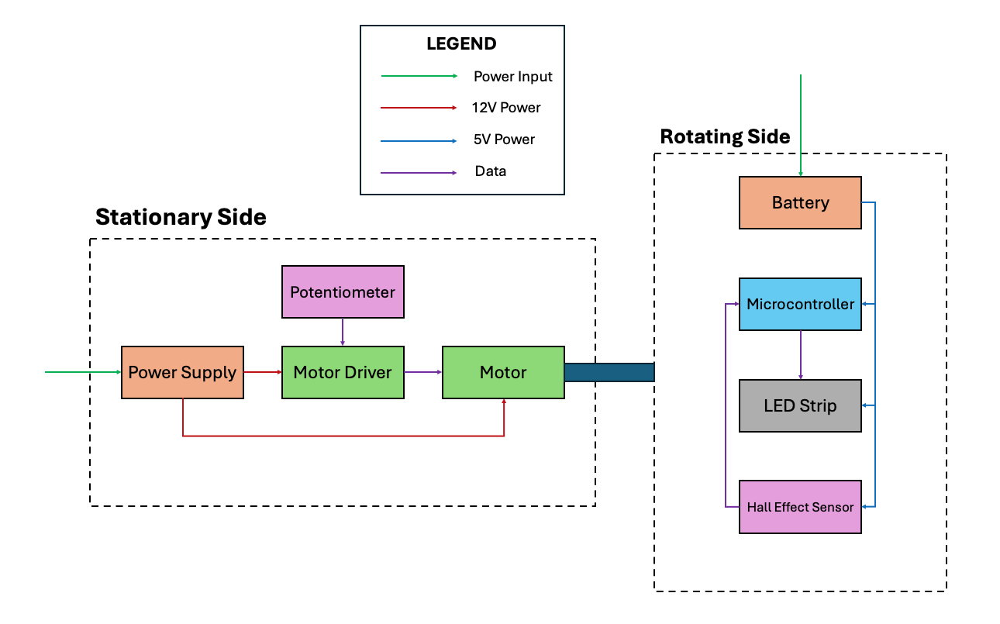 LEGEND
Power Input
12V Power
5V Power
Data
Rotating Side
Battery
Stationary Side
Potentiometer
Microcontroller
Power Supply
Motor Driver
Motor
LED Strip
Hall Effect Sensor